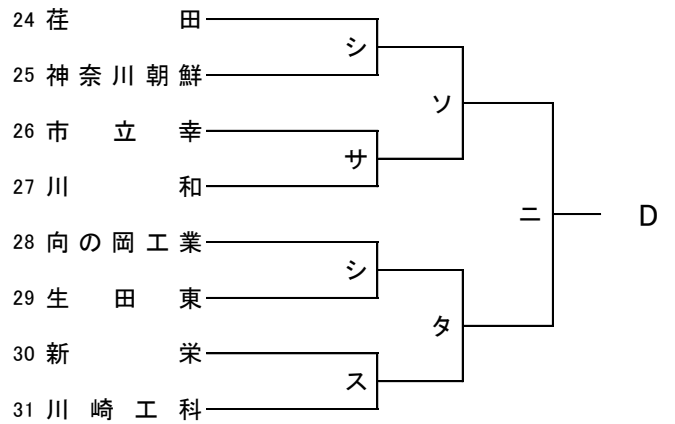 24 荏田
シ
25 神奈川朝鮮
ソ
26 市立幸
サ
27 川和
ニ D
28 向の岡工業
シ
29 生田東
タ
30 新栄
ス
31 川崎工科